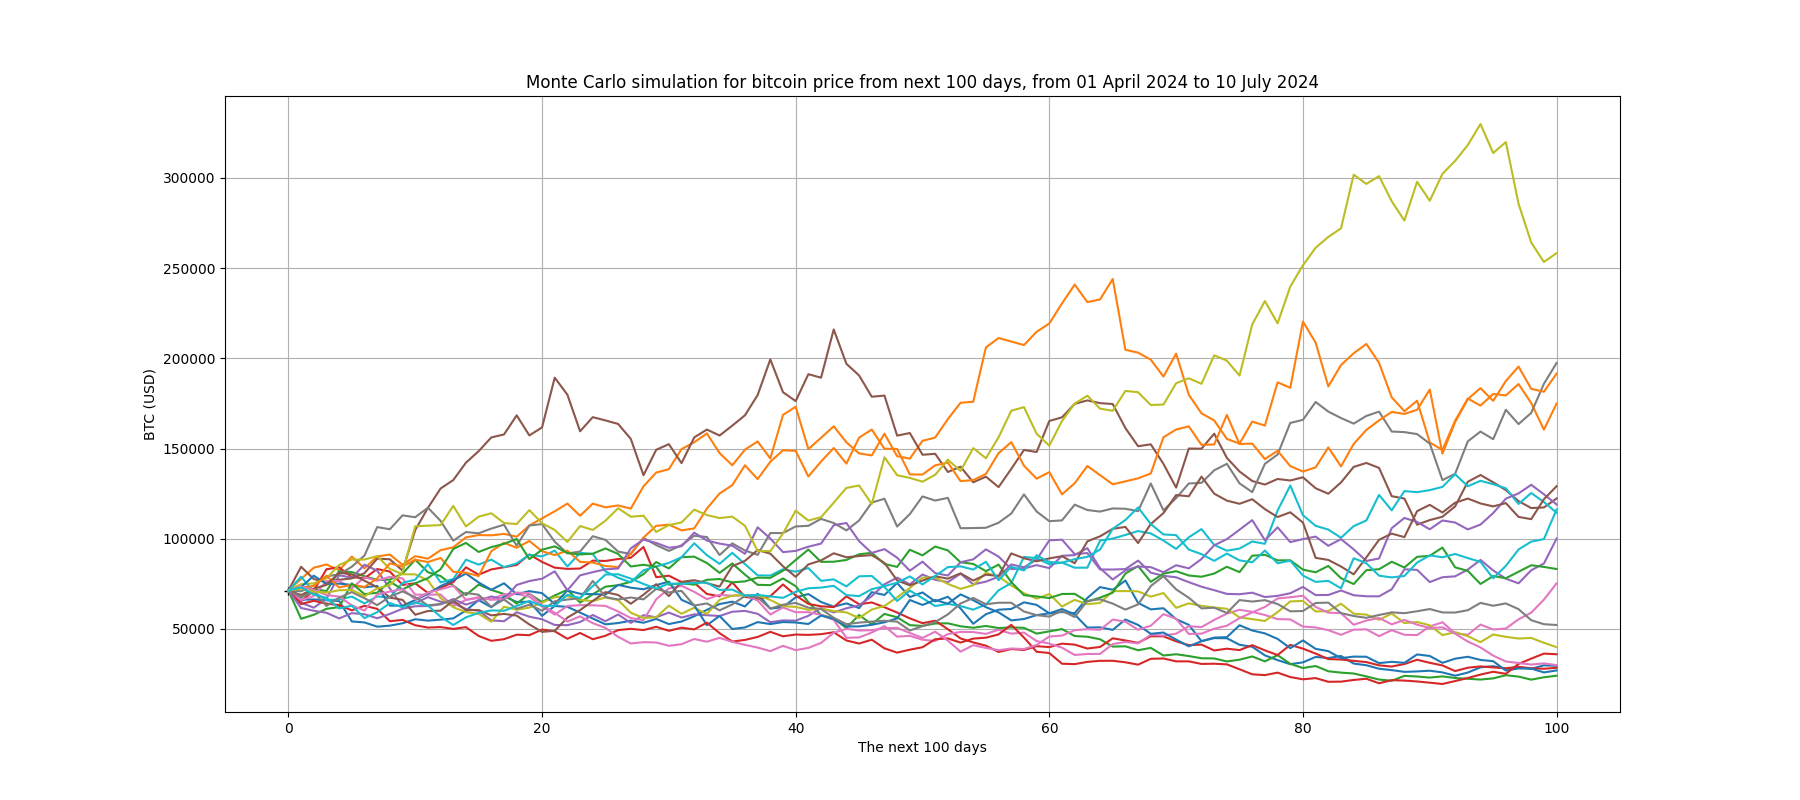 Monte Carlo simulation for bitcoin price from next 100 days, from 01 April 2024 to 10 July 2024
300000
250000
200000
150000
100000
50000
BTC (USD)
0 20 40 60 80 100
The next 100 days